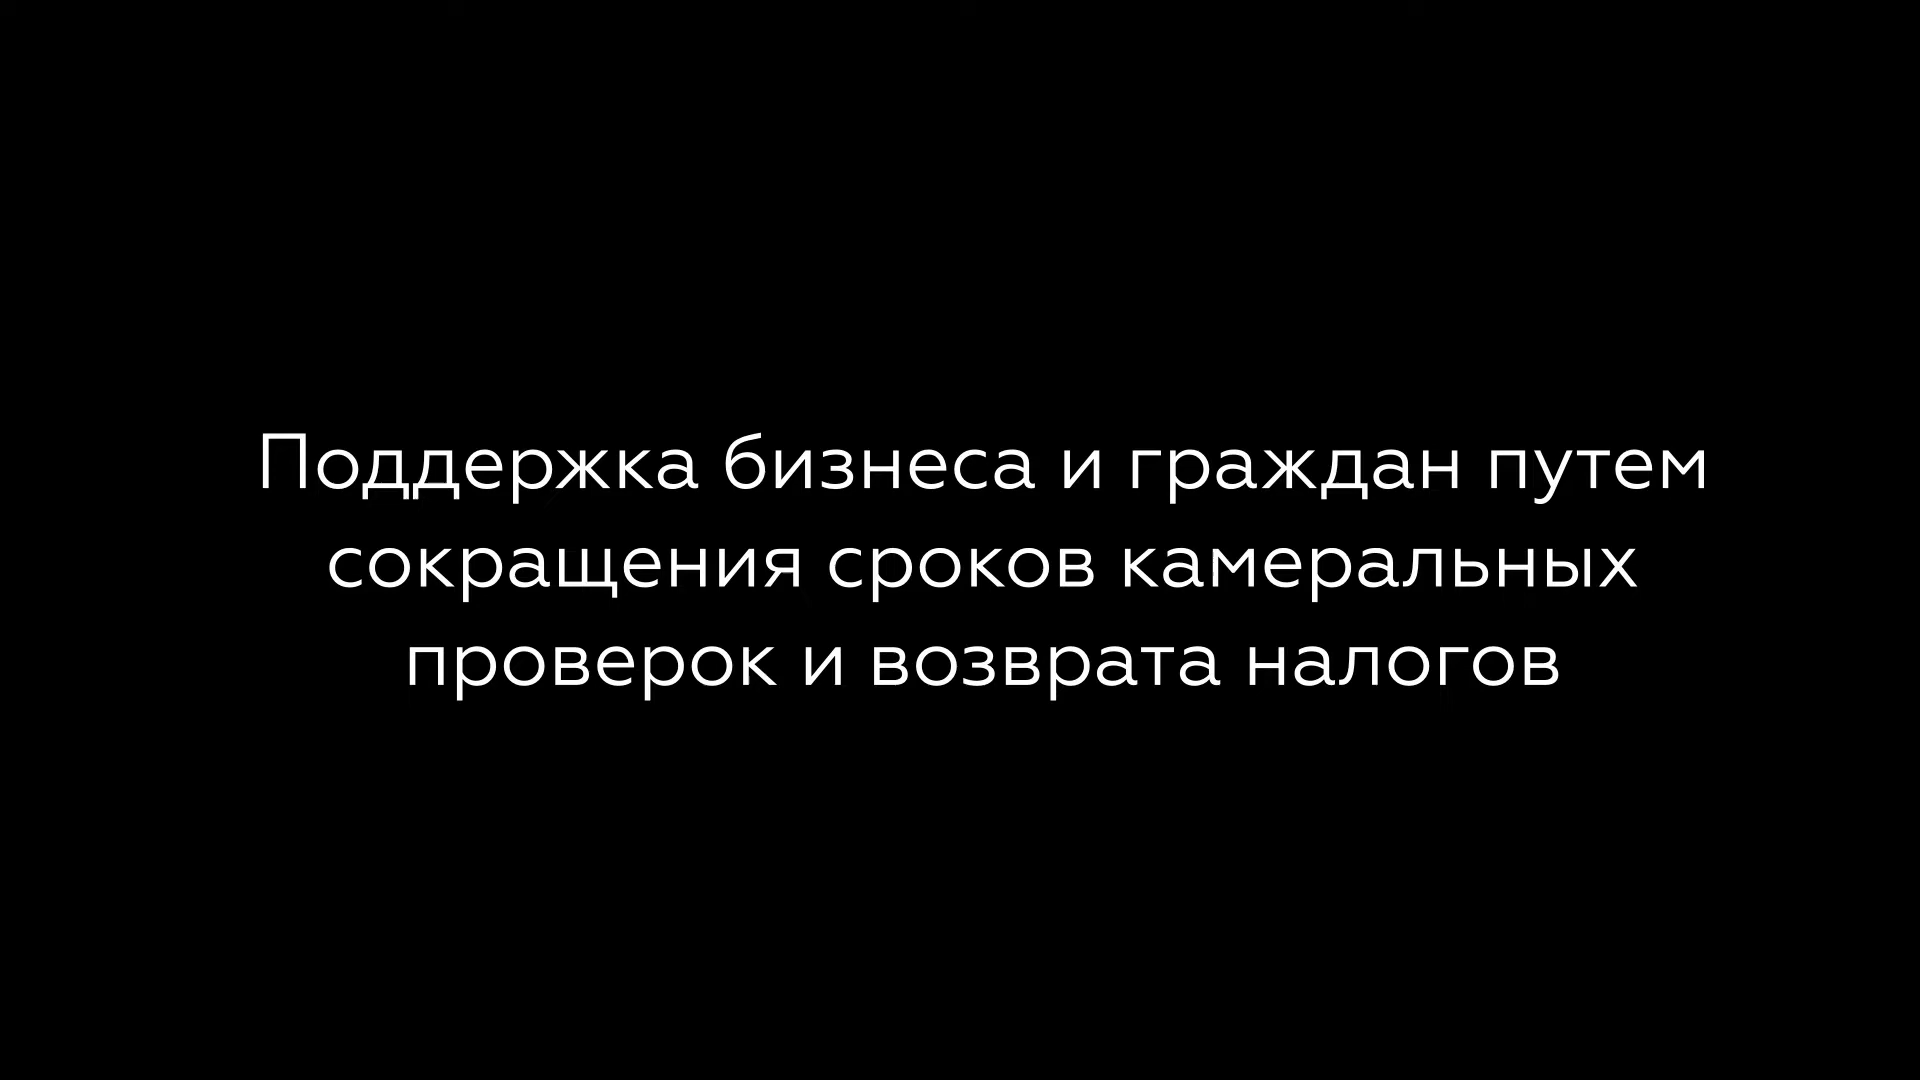 Поддержка бизнеса и граждан путем
сокращения сроков камеральных
проверок и возврата налогов